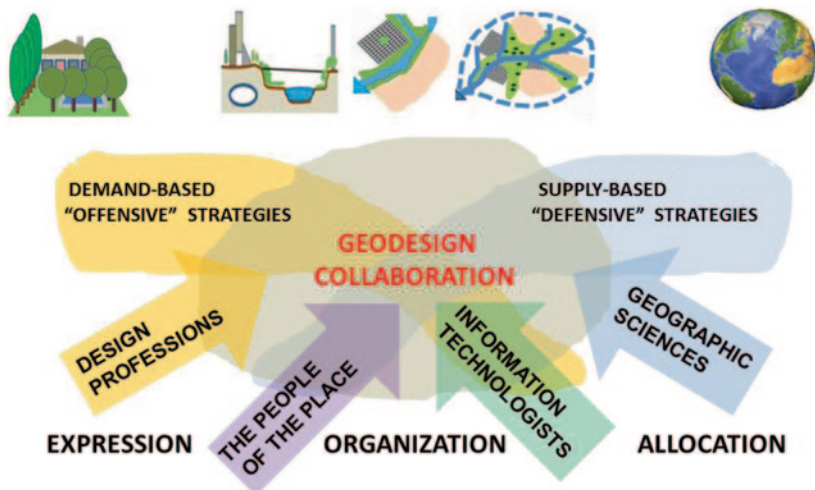 DEMAND-BASED
“OFFENSIVE” STRATEGIES
SUPPLY-BASED
“DEFENSIVE” STRATEGIES
GEODESIGN
COLLABORATION
DESIGN
PROFESSIONS
THE PEOPLE
OF THE PLACE
INFORMATION
TECHNOLOGISTS
GEOGRAPHIC
SCIENCES
EXPRESSION
ORGANIZATION
ALLOCATION